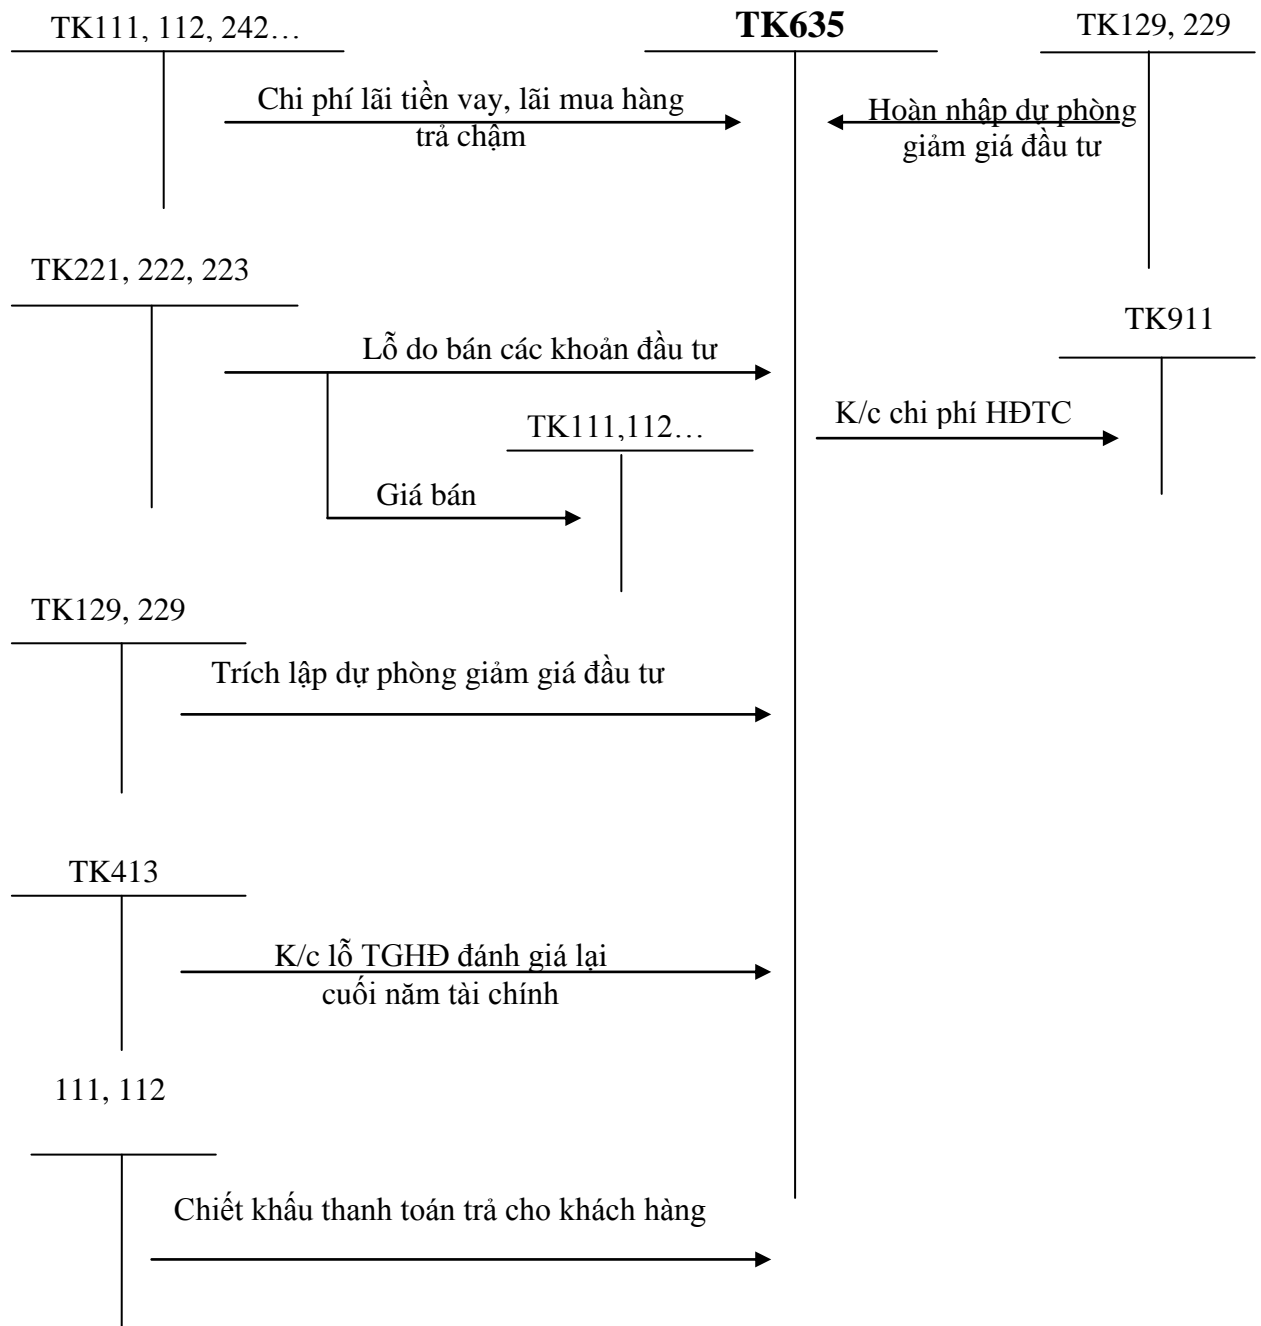 TK111, 112, 242…
TK635
TK129, 229
Chi phí lãi tiền vay, lãi mua hàng
trả chậm
Hoàn nhập dự phòng
giảm giá đầu tư
TK221, 222, 223
TK911
Lỗ do bán các khoản đầu tư
K/c chi phí HĐTC
TK111,112…
Giá bán
TK129, 229
Trích lập dự phòng giảm giá đầu tư
TK413
K/c lỗ TGHĐ đánh giá lại
cuối năm tài chính
111, 112
Chiết khấu thanh toán trả cho khách hàng